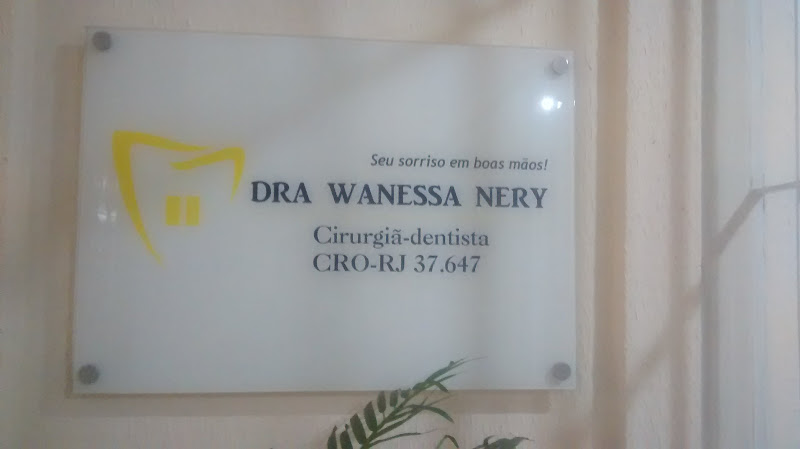 Seu sorriso em boas mãos!
DRA WANESSA NERY
Cirurgiã-dentista
CRO-RJ 37.647